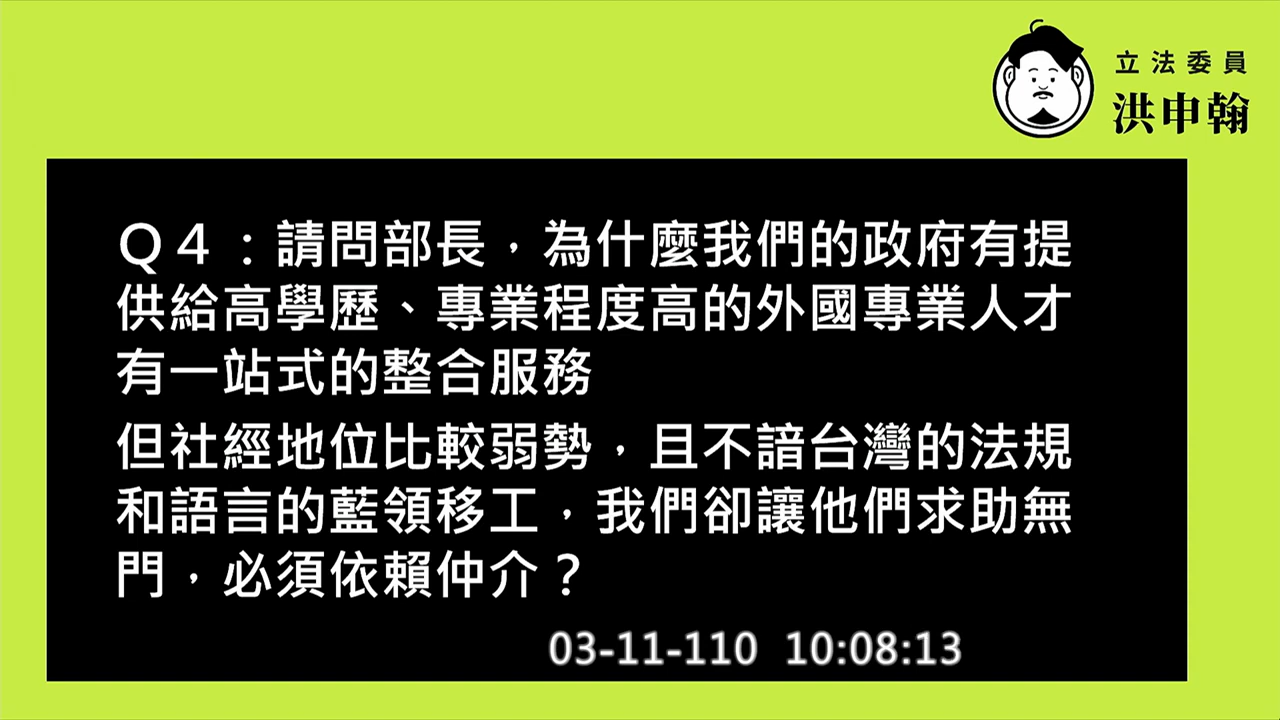 立法委員
洪申翰
Q4：請問部長，為什麼我們的政府有提
供給高學歷、專業程度高的外國專業人才
有一站式的整合服務
但社經地位比較弱勢，且不諳台灣的法規
和語言的藍領移工，我們卻讓他們求助無
門，必須依賴仲介？
03-11-110 10:08:13